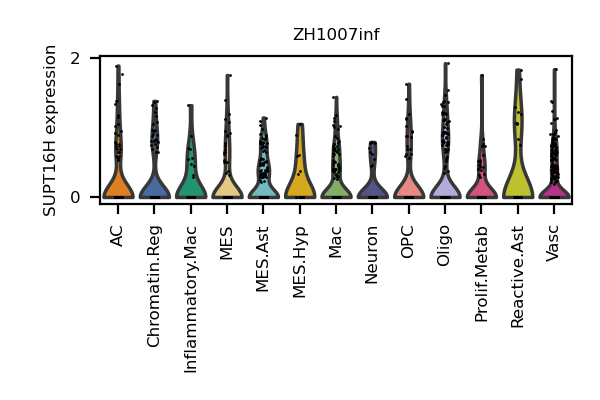 ZH1007inf
SUPT16H expression
2
0
AC
Chromatin.Reg
Inflammatory.Mac
MES
MES.Ast
MES.Hyp
Mac
Neuron
OPC
Oligo
Prolif.Metab
Reactive.Ast
Vasc